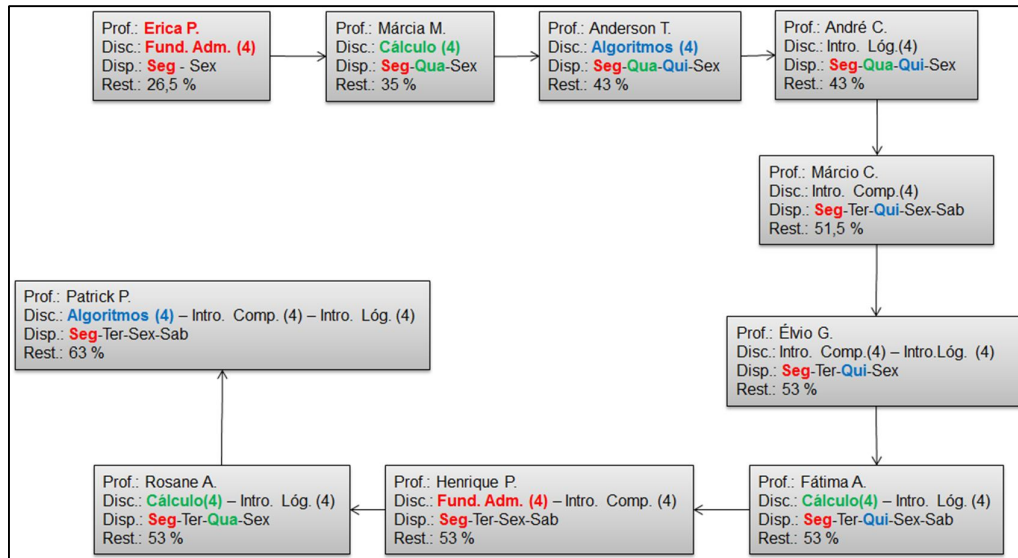 Prof.: Erica P.
Disc.: Fund. Adm. (4)
Disp.: Seg - Sex
Rest.: 26,5 %
Prof.: Márcia M.
Disc.: Cálculo (4)
Disp.: Seg-Qua-Sex
Rest.: 35 %
Prof.: Anderson T.
Disc.: Algoritmos (4)
Disp.: Seg-Qua-Qui-Sex
Rest.: 43 %
Prof.: André C.
Disc.: Intro. Lóg.(4)
Disp.: Seg-Qua-Qui-Sex
Rest.: 43 %
Prof.: Márcio C.
Disc.: Intro. Comp.(4)
Disp.: Seg-Ter-Qui-Sex-Sab
Rest.: 51,5 %
Prof.: Élvio G.
Disc.: Intro. Comp.(4) – Intro.Lóg. (4)
Disp.: Seg-Ter-Qui-Sex
Rest.: 53 %
Prof.: Fátima A.
Disc.: Cálculo(4) – Intro. Lóg. (4)
Disp.: Seg-Ter-Qui-Sex-Sab
Rest.: 53 %
Prof.: Henrique P.
Disc.: Fund. Adm. (4) – Intro. Comp. (4)
Disp.: Seg-Ter-Sex-Sab
Rest.: 53 %
Prof.: Rosane A.
Disc.: Cálculo(4) – Intro. Lóg. (4)
Disp.: Seg-Ter-Qua-Sex
Rest.: 53 %
Prof.: Patrick P.
Disc.: Algoritmos (4) – Intro. Comp. (4) – Intro. Lóg. (4)
Disp.: Seg-Ter-Sex-Sab
Rest.: 63 %